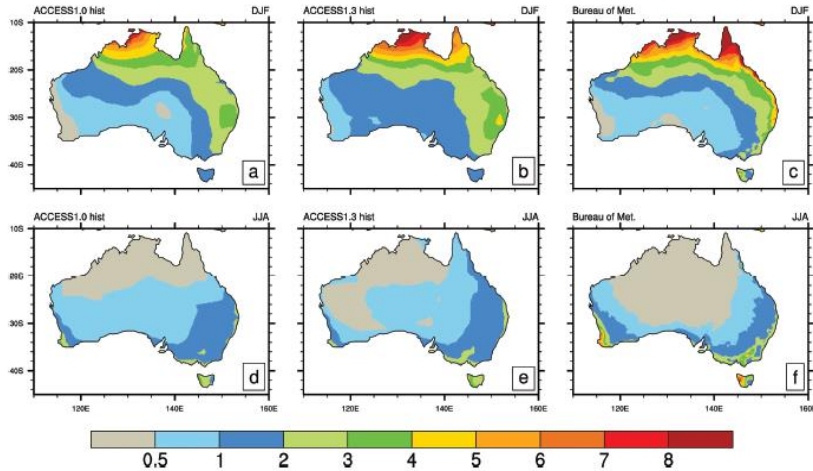 ACCESS1.0 hist DJF ACCESS1.3 hist DJF Bureau of Met. DJF
10S
20S
30S
40S
a b c
ACCESS1.0 hist JJA ACCESS1.3 hist JJA Bureau of Met. JJA
10S
20S
30S
40S
d e f
120E 140E 160E 120E 140E 160E 120E 140E 160E
0.5 1 2 3 4 5 6 7 8